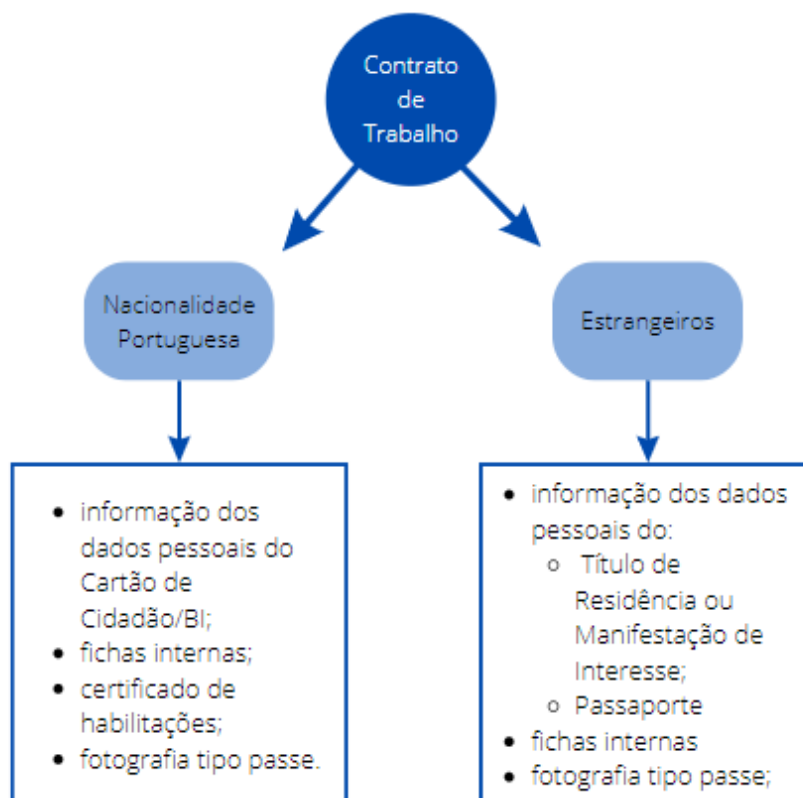 Contrato
de
Trabalho
Nacionalidade
Portuguesa
Estrangeiros
• informação dos
dados pessoais do
Cartão de
Cidadão/BI;
• fichas internas;
• certificado de
habilitações;
• fotografia tipo passe.
• informação dos dados
pessoais do:
○ Título de
Residência ou
Manifestação de
Interesse;
○ Passaporte
• fichas internas
• fotografia tipo passe;